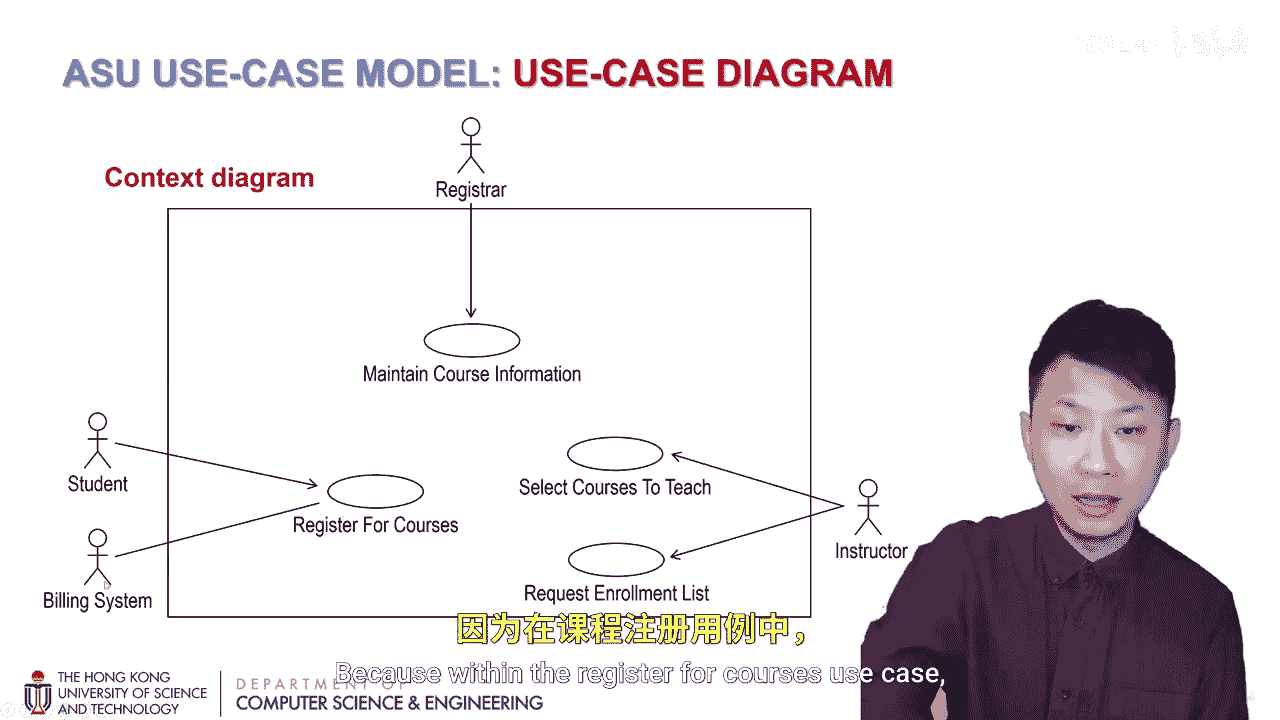 ASU USE-CASE MODEL: USE-CASE DIAGRAM
Context diagram
Registrar
Maintain Course Information
Student
Select Courses To Teach
Register For Courses
Instructor
Billing System
Request Enrollment List
因为在课程注册用例中，
Because within the register for courses use case,
THE HONG KONG
UNIVERSITY OF SCIENCE
AND TECHNOLOGY
DEPARTMENT OF
COMPUTER SCIENCE & ENGINEERING